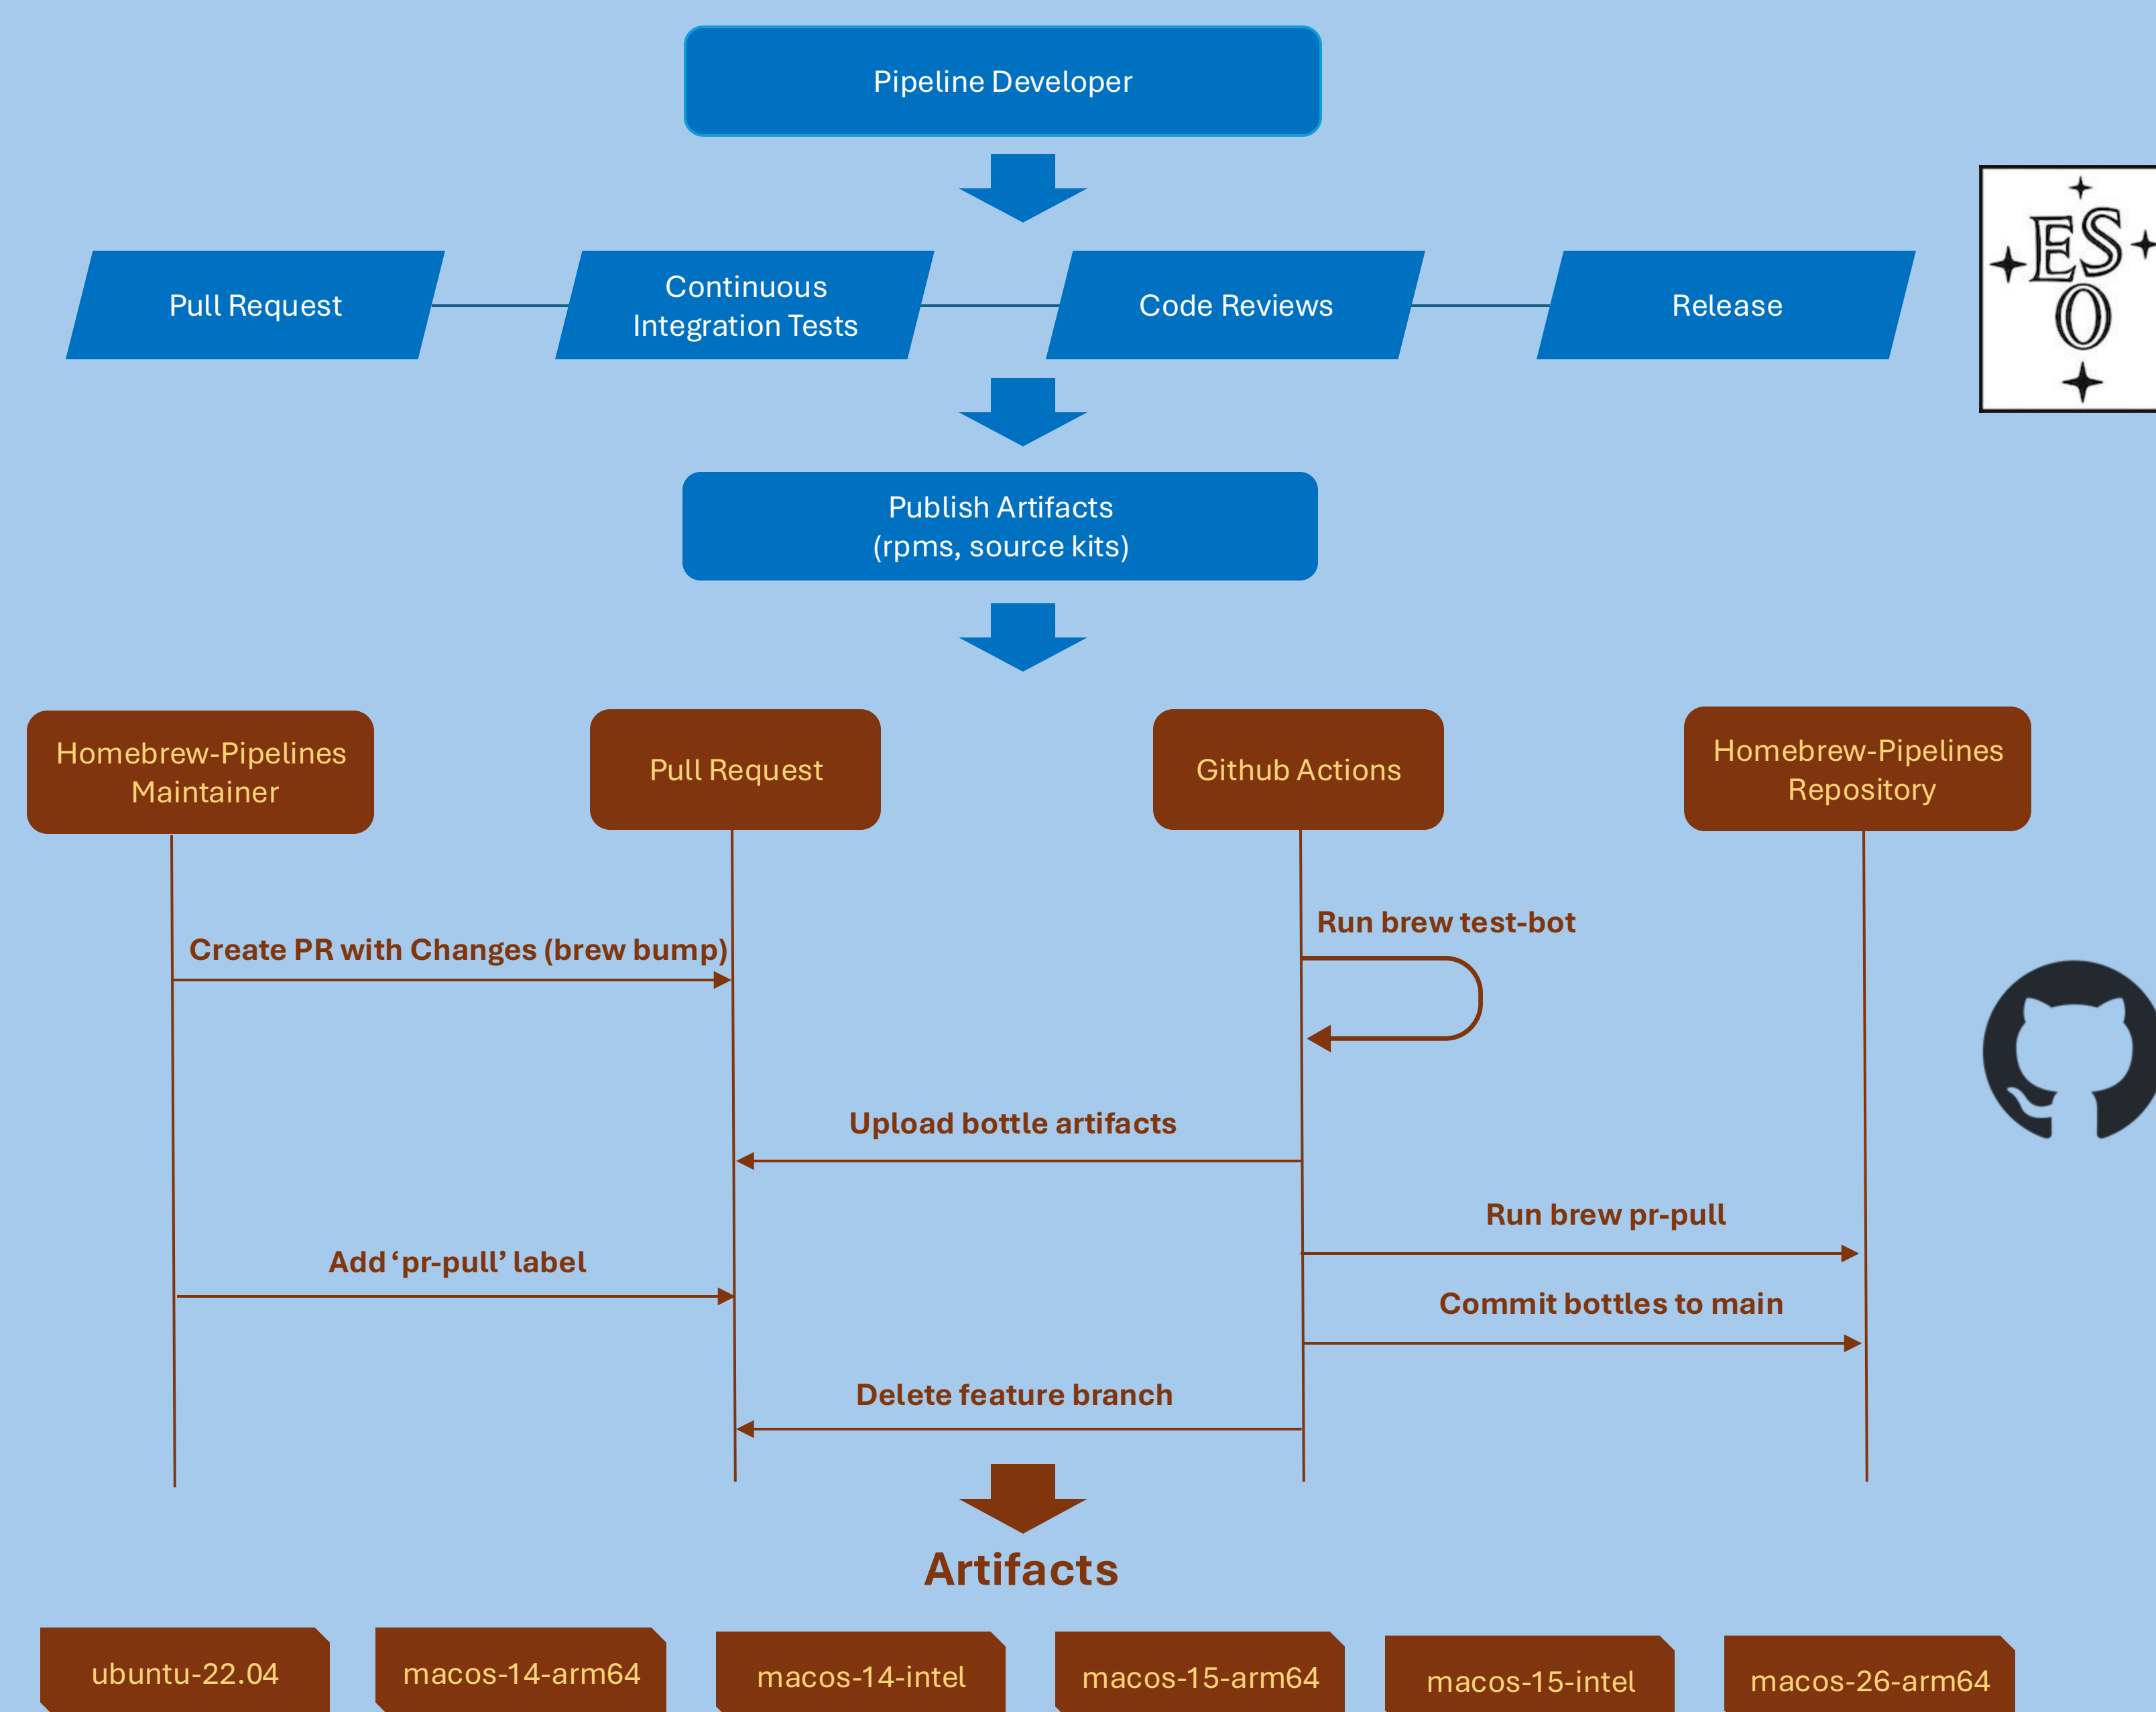 Pipeline Developer
Pull Request
Continuous
Integration Tests
Code Reviews
Release
ES
O
Publish Artifacts
(rpms, source kits)
Homebrew-Pipelines
Maintainer
Pull Request
Github Actions
Homebrew-Pipelines
Repository
Run brew test-bot
Create PR with Changes (brew bump)
Upload bottle artifacts
Run brew pr-pull
Add ‘pr-pull’ label
Commit bottles to main
Delete feature branch
Artifacts
ubuntu-22.04
macos-14-arm64
macos-14-intel
macos-15-arm64
macos-15-intel
macos-26-arm64